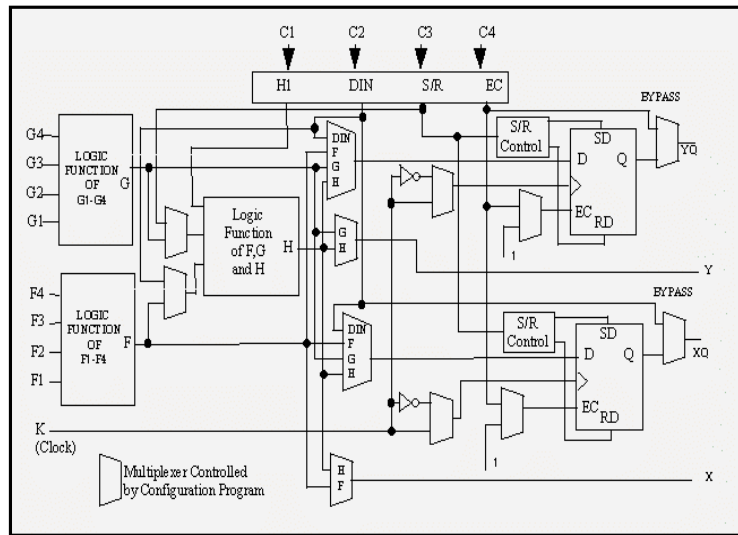 C1 C2 C3 C4
H1 DIN S/R EC
BYPASS
G4
G3
G2
G1
LOGIC
FUNCTION
OF
G1-G4
G
DIN
F
G
H
S/R
Control
SD
D Q
EC
RD
YQ
1
Logic
Function
of F,G
and H
H
G
H
Y
F4
F3
F2
F1
LOGIC
FUNCTION
OF
F1-F4
F
BYPASS
DIN
F
G
H
S/R
Control
SD
D Q
EC
RD
XQ
K
(Clock)
1
H
F
X
Multiplexer Controlled
by Configuration Program